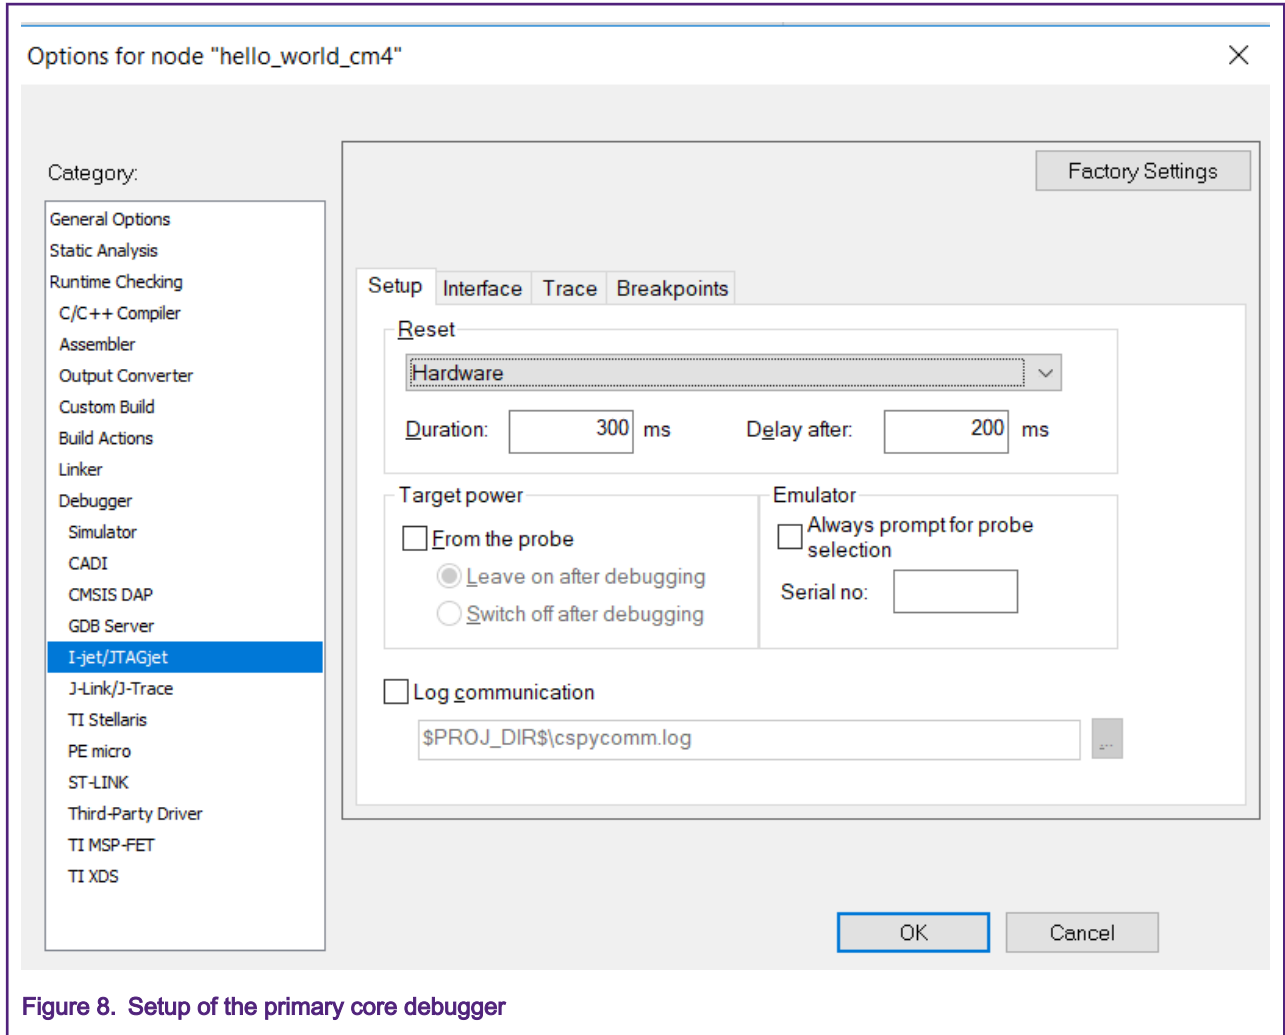 Options for node "hello_world_cm4"
Category:
Factory Settings
General Options
Static Analysis
Runtime Checking
C/C++ Compiler
Assembler
Output Converter
Custom Build
Build Actions
Linker
Debugger
Simulator
CADI
CMSIS DAP
GDB Server
I-jet/JTAGjet
J-Link/J-Trace
TI Stellaris
PE micro
ST-LINK
Third-Party Driver
TI MSP-FET
TI XDS
Setup Interface Trace Breakpoints
Reset
Hardware
Duration: 300 ms Delay after: 200 ms
Target power
From the probe
Leave on after debugging
Switch off after debugging
Emulator
Always prompt for probe
selection
Serial no:
Log communication
$PROJ_DIR$\cspycomm.log
...
OK Cancel
Figure 8. Setup of the primary core debugger